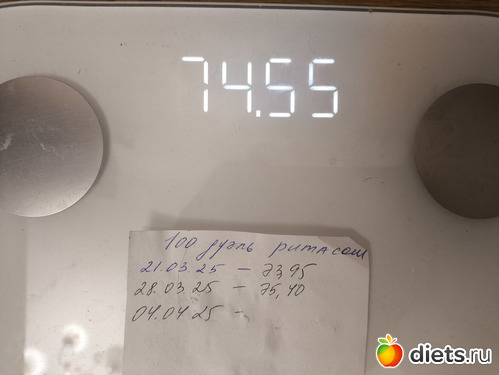 74.55
100 дуэль ритасот
21.03.25 – 73,95
28.03.25 – 75,40
04.04.25 –
diets.ru